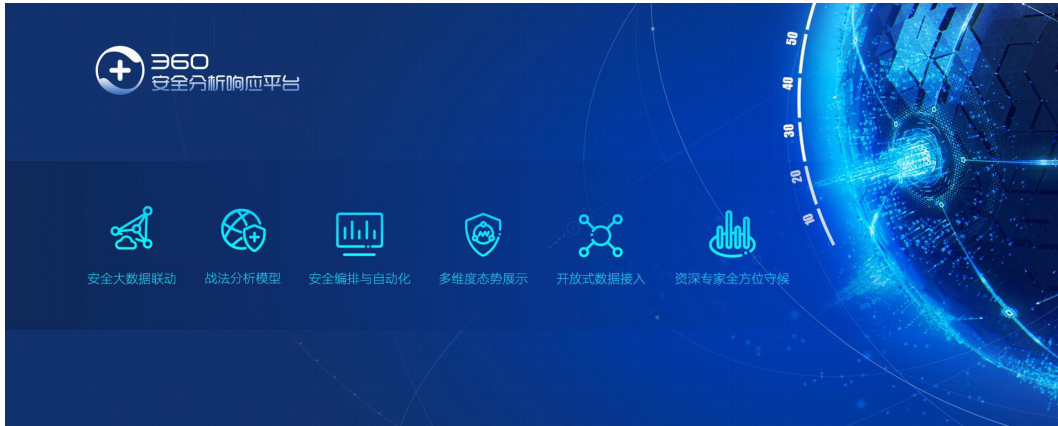 360
安全分析响应平台
安全大数据联动
战法分析模型
安全编排与自动化
多维度态势展示
开放式数据接入
资深专家全方位守候
50
40
30
20
10